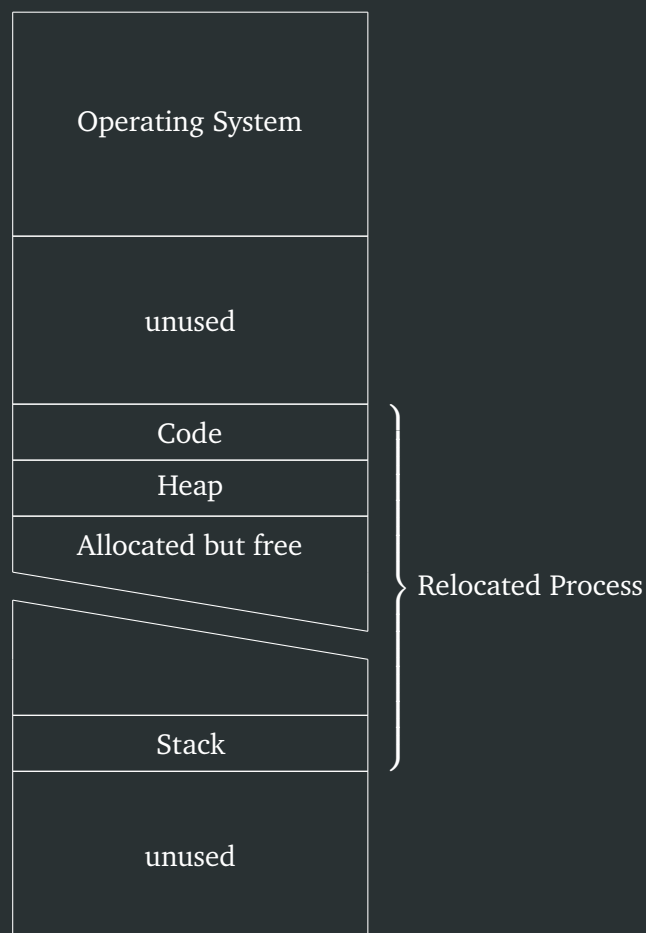 Operating System
unused
Code
Heap
Allocated but free
Relocated Process
Stack
unused